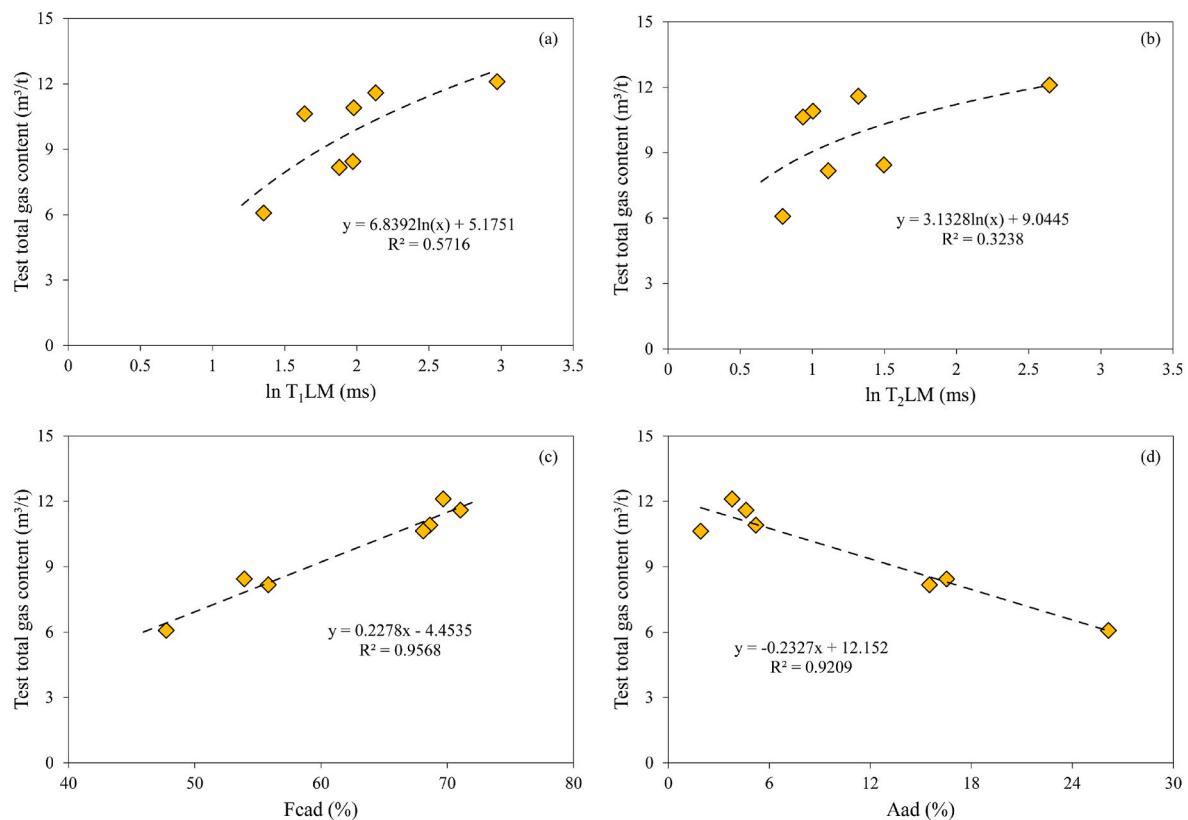 (a)
Test total gas content (m³/t)
15
12
9
6
3
0
y = 6.8392ln(x) + 5.1751
R² = 0.5716
0 0.5 1 1.5 2 2.5 3 3.5
ln T₁LM (ms)
(b)
Test total gas content (m³/t)
15
12
9
6
3
0
y = 3.1328ln(x) + 9.0445
R² = 0.3238
0 0.5 1 1.5 2 2.5 3 3.5
ln T₂LM (ms)
(c)
Test total gas content (m³/t)
15
12
9
6
3
0
y = 0.2278x - 4.4535
R² = 0.9568
40 50 60 70 80
Fcad (%)
(d)
Test total gas content (m³/t)
15
12
9
6
3
0
y = -0.2327x + 12.152
R² = 0.9209
0 6 12 18 24 30
Aad (%)